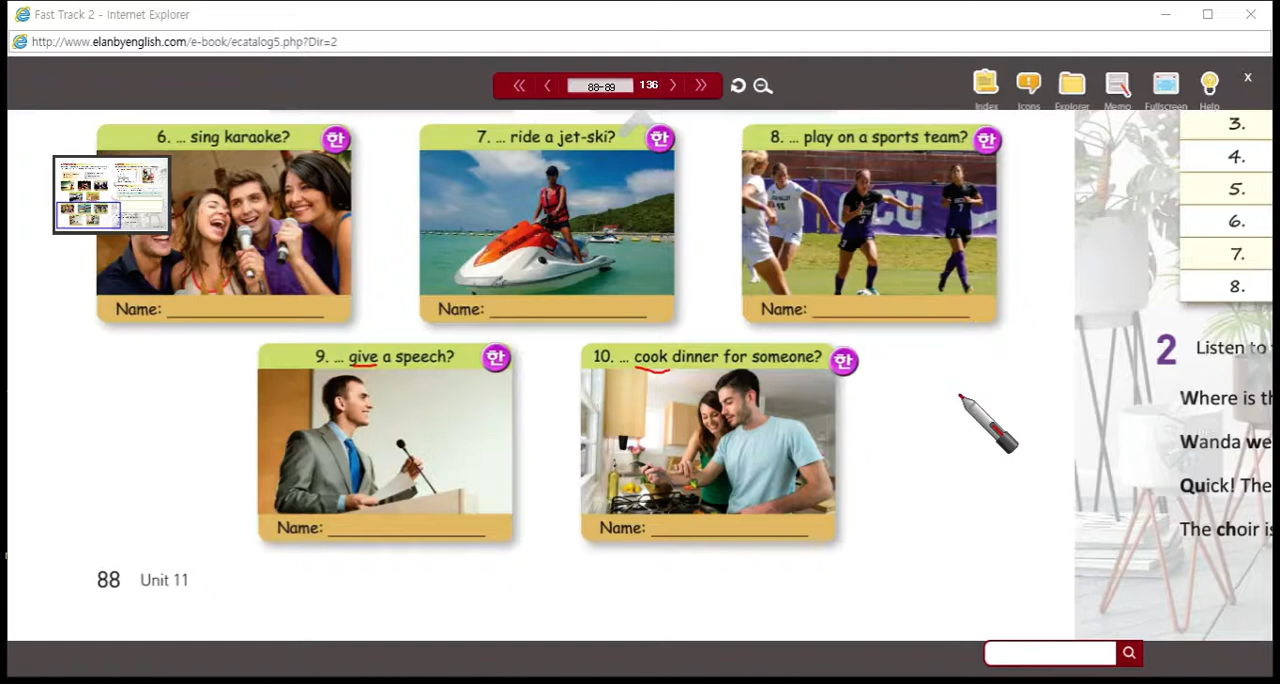 Fast Track 2 - Internet Explorer
http://www.elanbyenglish.com/e-book/ecatalog5.php?Dir=2
88-89 136
Index Icons Explorer Memo Fullscreen Help
x
6. ... sing karaoke? 한
7. ... ride a jet-ski? 한
8. ... play on a sports team? 한
Name:
Name:
Name:
9. ... give a speech? 한
10. ... cook dinner for someone? 한
Name:
Name:
88 Unit 11
3.
4.
5.
6.
7.
8.
2 Listen to
Where is
Wanda
Quick! The
The choir